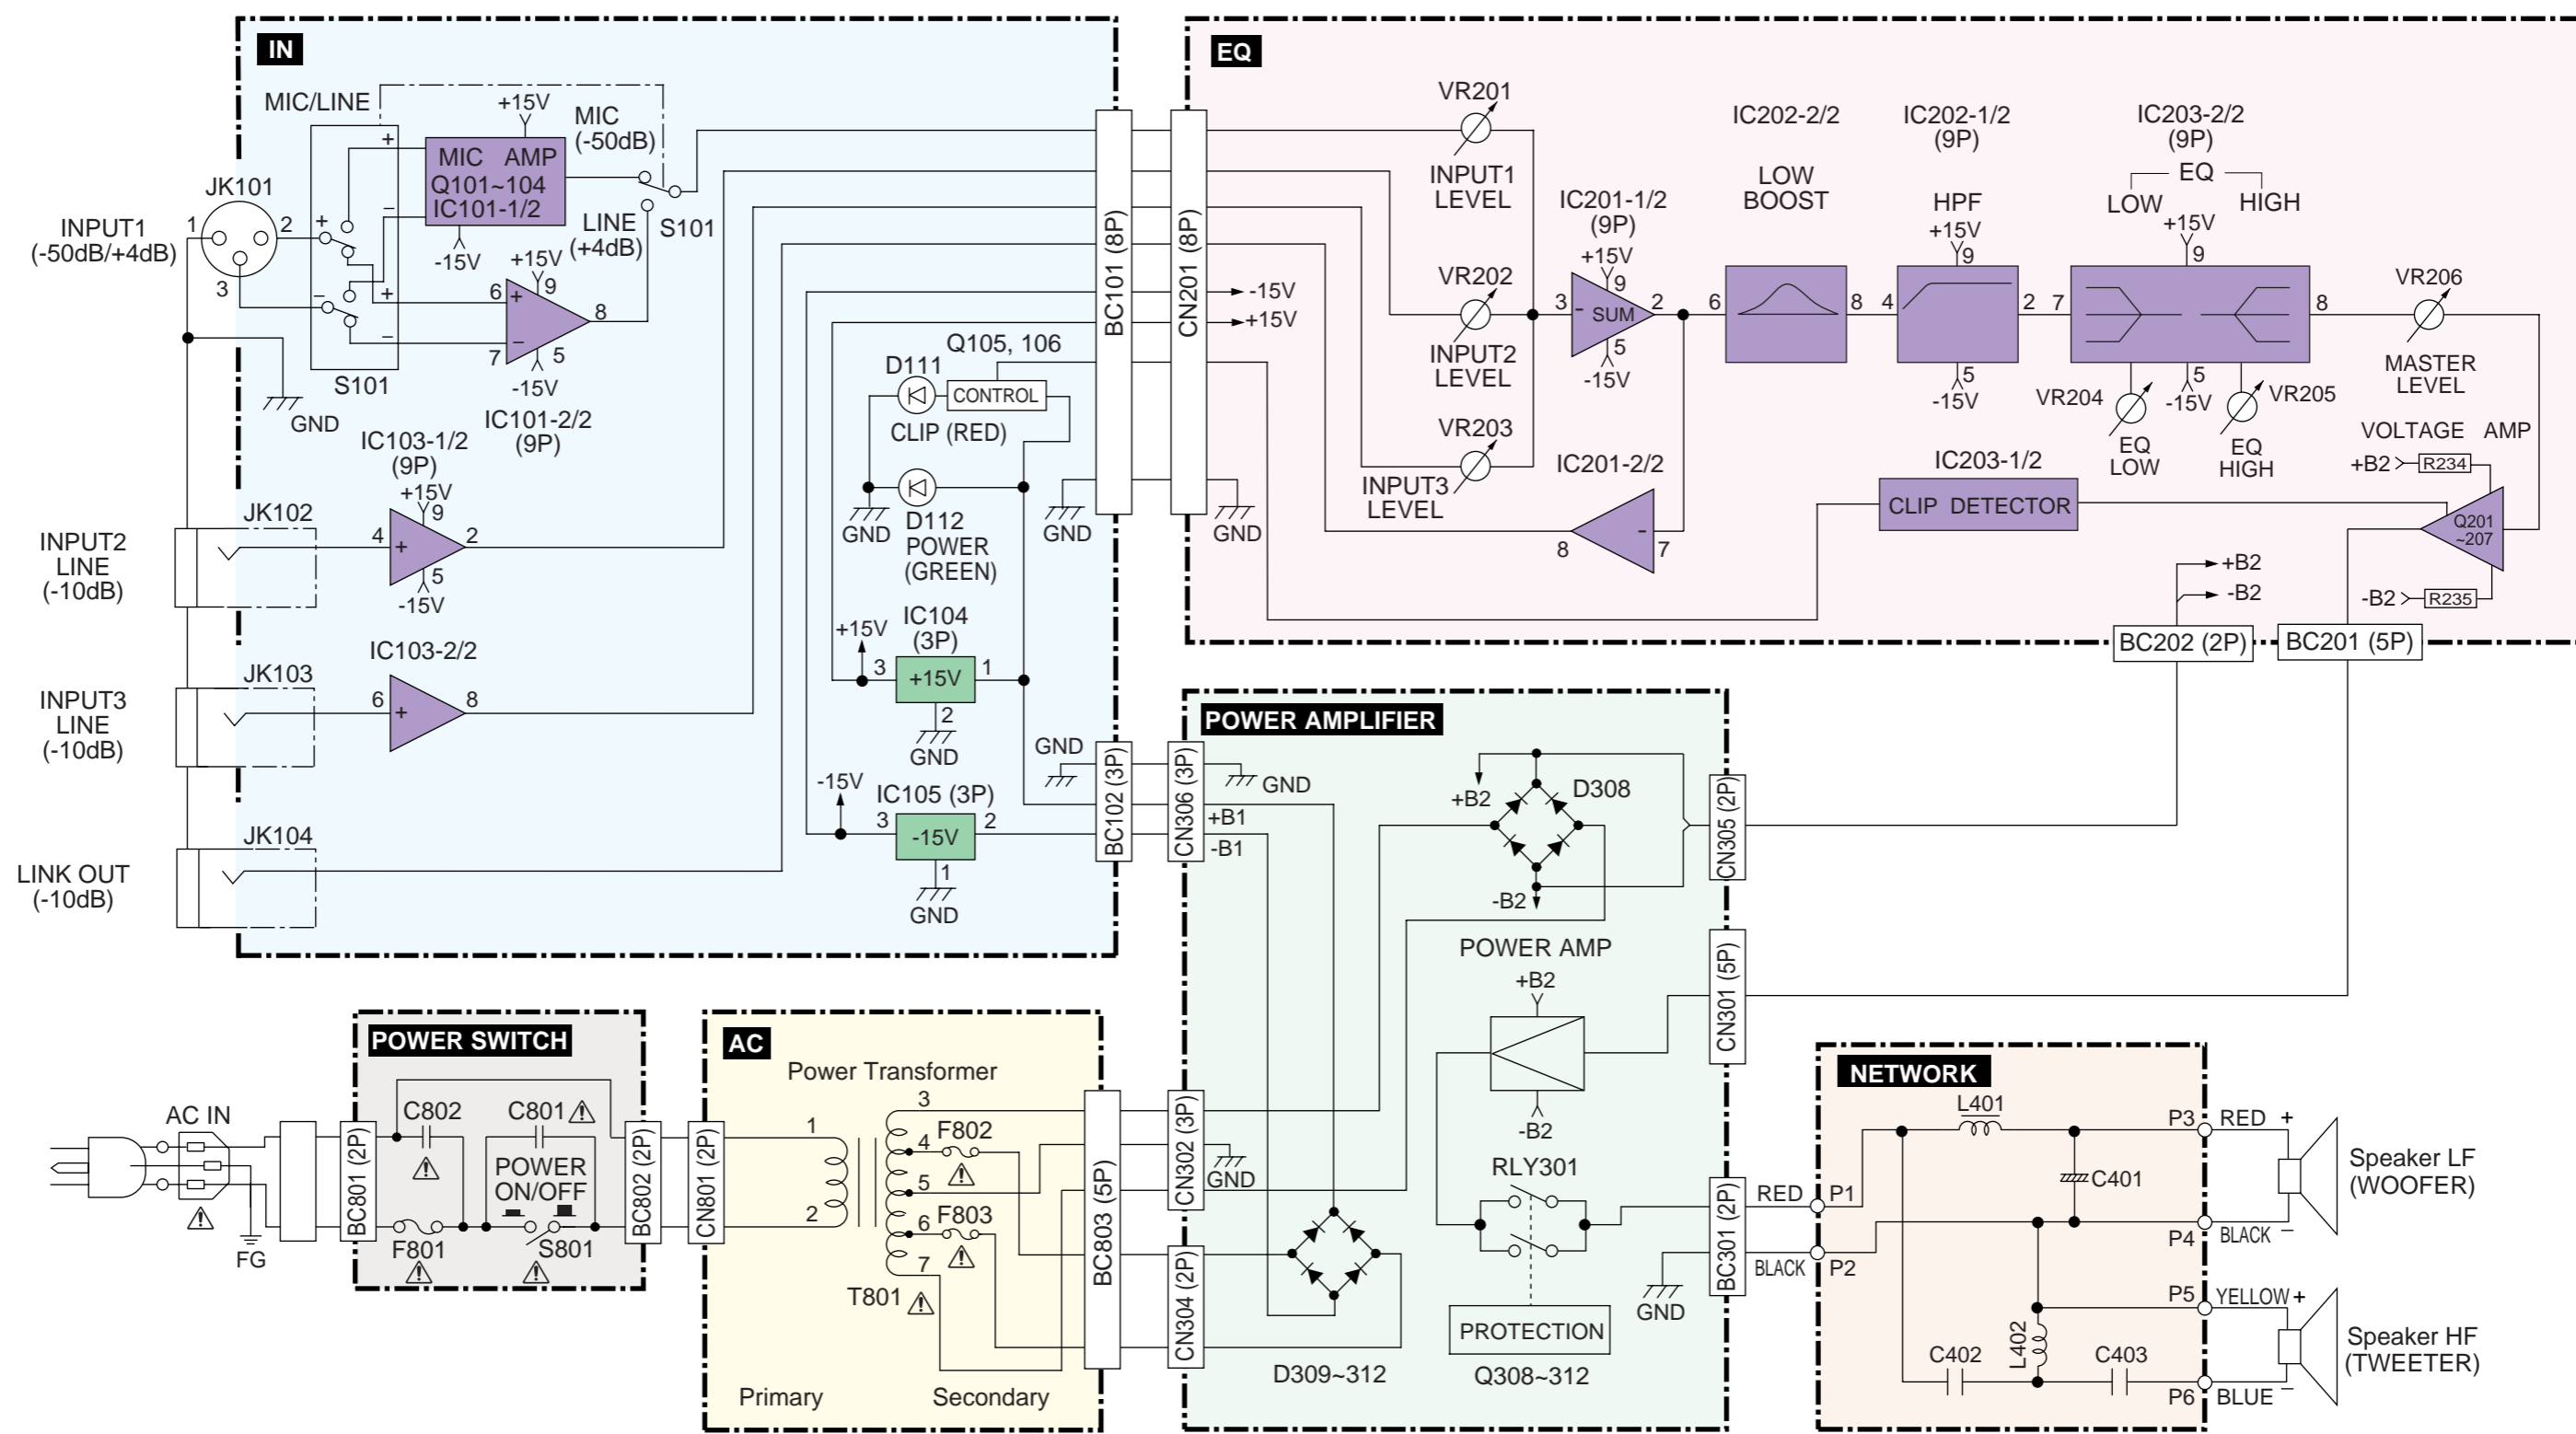 IN
MIC/LINE
+15V
MIC
(-50dB)
+
MIC AMP
Q101~104
IC101-1/2
−
-15V
LINE
(+4dB)
S101
JK101
INPUT1
(-50dB/+4dB)
1
2
3
+
−
+
−
S101
GND
+15V
9
6
+
7
−
8
5
-15V
IC101-2/2
(9P)
IC103-1/2
(9P)
+15V
9
JK102
INPUT2
LINE
(-10dB)
4
+
2
5
-15V
IC103-2/2
JK103
INPUT3
LINE
(-10dB)
6
+
8
JK104
LINK OUT
(-10dB)
Q105, 106
D111
CONTROL
CLIP (RED)
D112
POWER
(GREEN)
GND
GND
IC104
(3P)
+15V
3
+15V
1
2
GND
-15V
IC105 (3P)
3
-15V
2
1
GND
GND
BC101 (8P)
CN201 (8P)
BC102 (3P)
CN306 (3P)
EQ
VR201
INPUT1
LEVEL
VR202
INPUT2
LEVEL
VR203
INPUT3
LEVEL
-15V
+15V
GND
IC201-1/2
(9P)
+15V
9
3
-
SUM
2
5
-15V
IC201-2/2
8
-
7
IC202-2/2
LOW
BOOST
6
8
IC202-1/2
(9P)
HPF
+15V
9
4
2
5
-15V
IC203-2/2
(9P)
EQ
LOW
HIGH
+15V
9
7
8
VR204
5
-15V
VR205
EQ
LOW
EQ
HIGH
VR206
MASTER
LEVEL
VOLTAGE AMP
+B2
R234
Q201
~207
-B2
R235
IC203-1/2
CLIP DETECTOR
+B2
-B2
BC202 (2P)
BC201 (5P)
POWER AMPLIFIER
GND
+B1
-B1
+B2
D308
-B2
CN305 (2P)
CN301 (5P)
POWER AMP
+B2
-B2
RLY301
PROTECTION
Q308~312
D309~312
CN302 (3P)
GND
CN304 (2P)
BC301 (2P)
GND
POWER SWITCH
AC IN
FG
BC801 (2P)
C802
C801
POWER
ON/OFF
F801
S801
BC802 (2P)
AC
CN801 (2P)
Power Transformer
1
2
3
4
5
6
7
F802
F803
T801
Primary
Secondary
BC803 (5P)
NETWORK
RED
P1
BLACK
P2
L401
C401
L402
C402
C403
P3
RED
+
P4
BLACK
−
P5
YELLOW
+
P6
BLUE
−
Speaker LF
(WOOFER)
Speaker HF
(TWEETER)